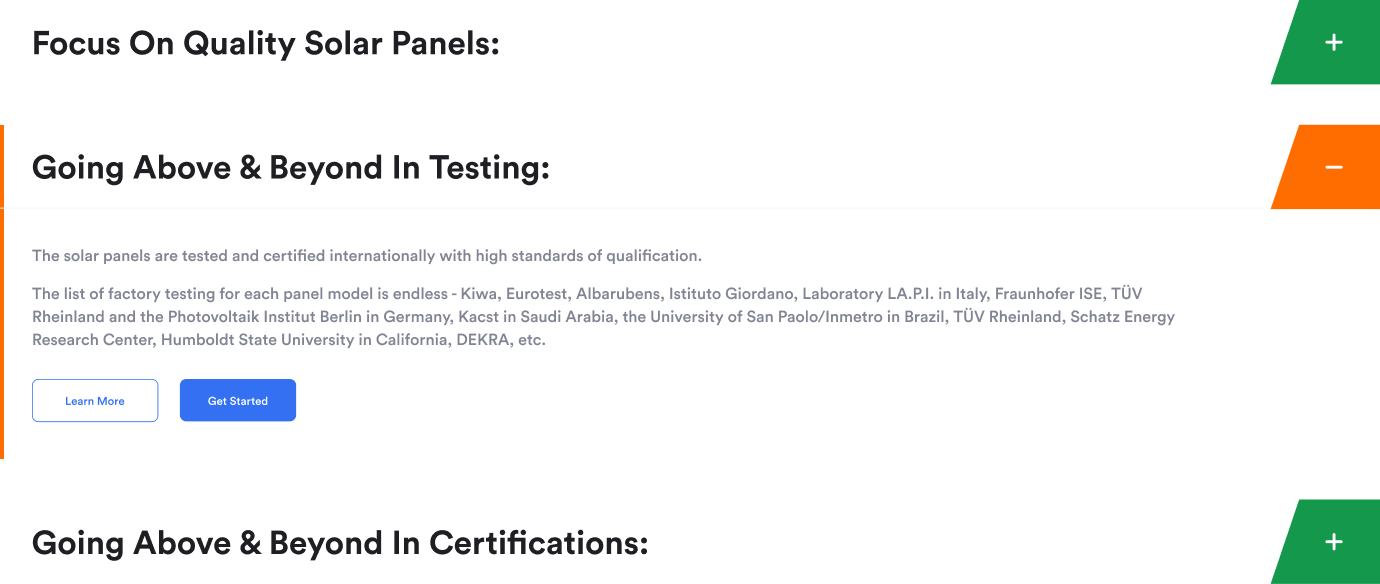 Focus On Quality Solar Panels:
Going Above & Beyond In Testing:
The solar panels are tested and certified internationally with high standards of qualification.
The list of factory testing for each panel model is endless - Kiwa, Eurotest, Albarubens, Istituto Giordano, Laboratory LA.P.I. in Italy, Fraunhofer ISE, TÜV
Rheinland and the Photovoltaik Institut Berlin in Germany, Kacst in Saudi Arabia, the University of San Paolo/Inmetro in Brazil, TÜV Rheinland, Schatz Energy
Research Center, Humboldt State University in California, DEKRA, etc.
Learn More
Get Started
Going Above & Beyond In Certifications: